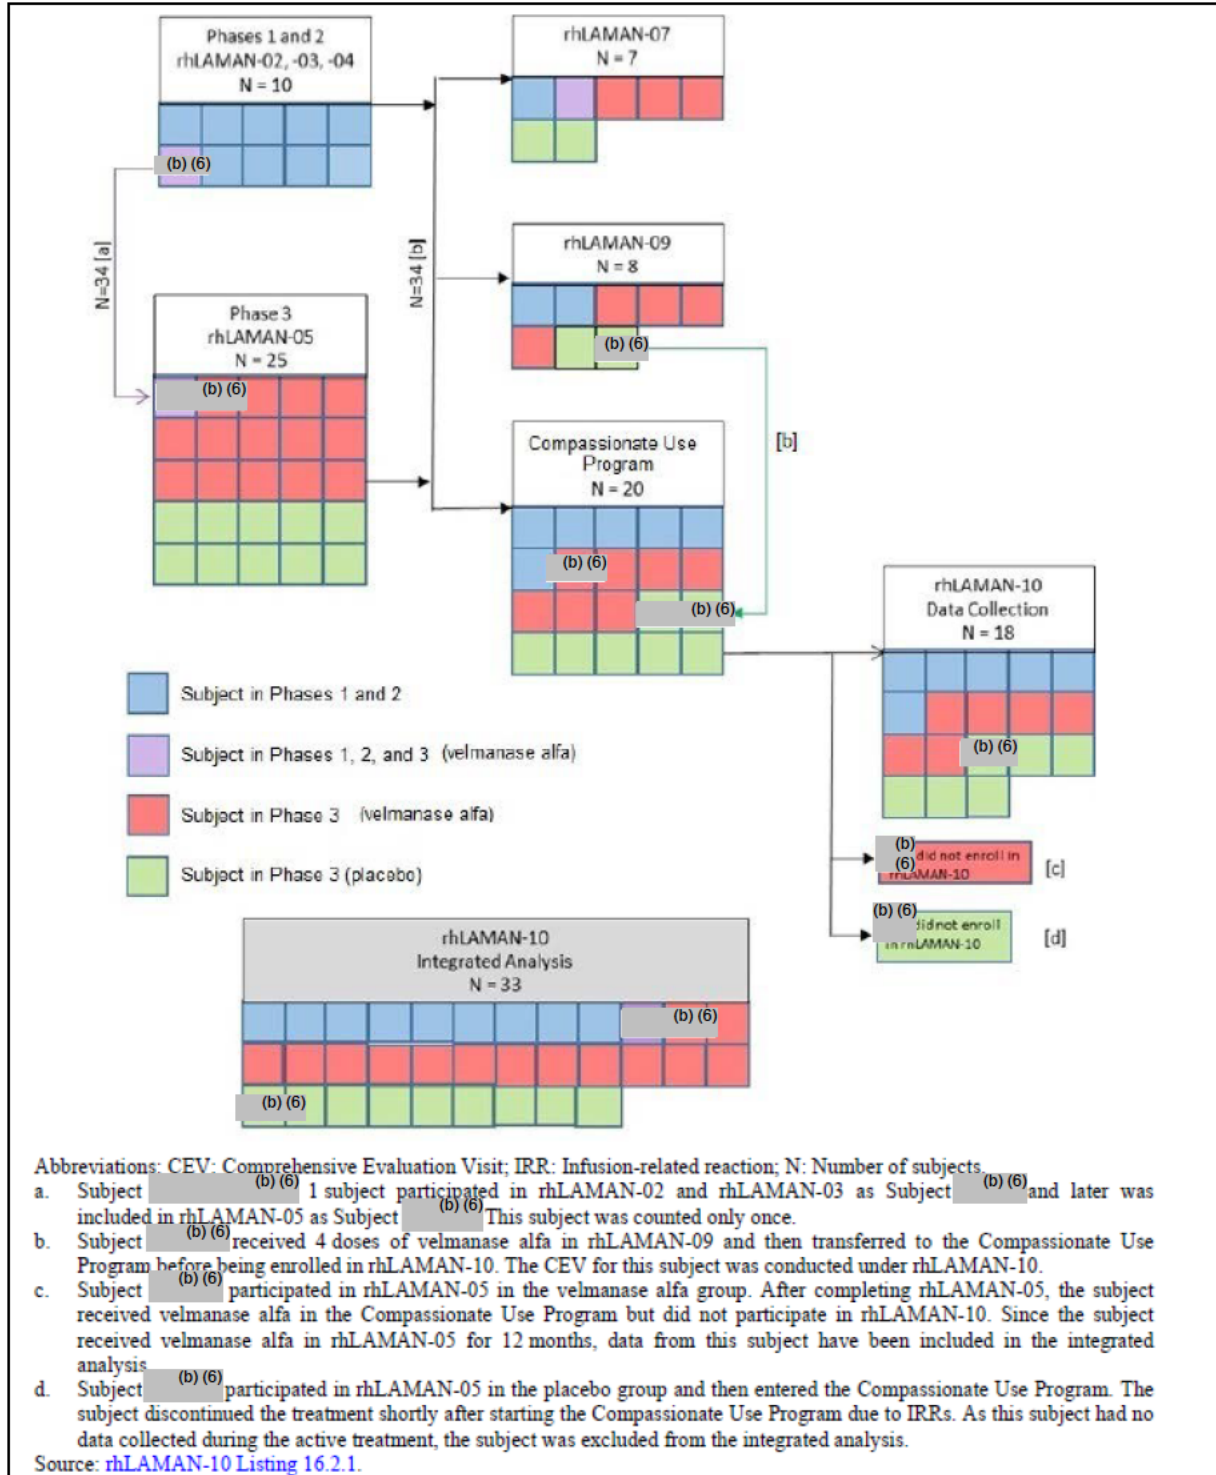 Phases 1 and 2
rhLAMAN-02, -03, -04
N = 10
(b) (6)
N=34 [a]
Phase 3
rhLAMAN-05
N = 25
(b) (6)
N=34 [b]
rhLAMAN-07
N = 7
rhLAMAN-09
N = 8
(b) (6)
[b]
Compassionate Use
Program
N = 20
(b) (6)
(b) (6)
rhLAMAN-10
Data Collection
N = 18
(b) (6)
(b)
(6)
did not enroll in
rhLAMAN-10
[c]
(b) (6)
did not enroll
in rhLAMAN-10
[d]
Subject in Phases 1 and 2
Subject in Phases 1, 2, and 3 (velmanase alfa)
Subject in Phase 3 (velmanase alfa)
Subject in Phase 3 (placebo)
rhLAMAN-10
Integrated Analysis
N = 33
(b) (6)
(b) (6)
Abbreviations: CEV: Comprehensive Evaluation Visit; IRR: Infusion-related reaction; N: Number of subjects.
a. Subject (b) (6) 1 subject participated in rhLAMAN-02 and rhLAMAN-03 as Subject (b) (6) and later was
included in rhLAMAN-05 as Subject (b) (6) This subject was counted only once.
b. Subject (b) (6) received 4 doses of velmanase alfa in rhLAMAN-09 and then transferred to the Compassionate Use
Program before being enrolled in rhLAMAN-10. The CEV for this subject was conducted under rhLAMAN-10.
c. Subject (b) (6) participated in rhLAMAN-05 in the velmanase alfa group. After completing rhLAMAN-05, the subject
received velmanase alfa in the Compassionate Use Program but did not participate in rhLAMAN-10. Since the subject
received velmanase alfa in rhLAMAN-05 for 12 months, data from this subject have been included in the integrated
analysis.
d. Subject (b) (6) participated in rhLAMAN-05 in the placebo group and then entered the Compassionate Use Program. The
subject discontinued the treatment shortly after starting the Compassionate Use Program due to IRRs. As this subject had no
data collected during the active treatment, the subject was excluded from the integrated analysis.
Source: rhLAMAN-10 Listing 16.2.1.